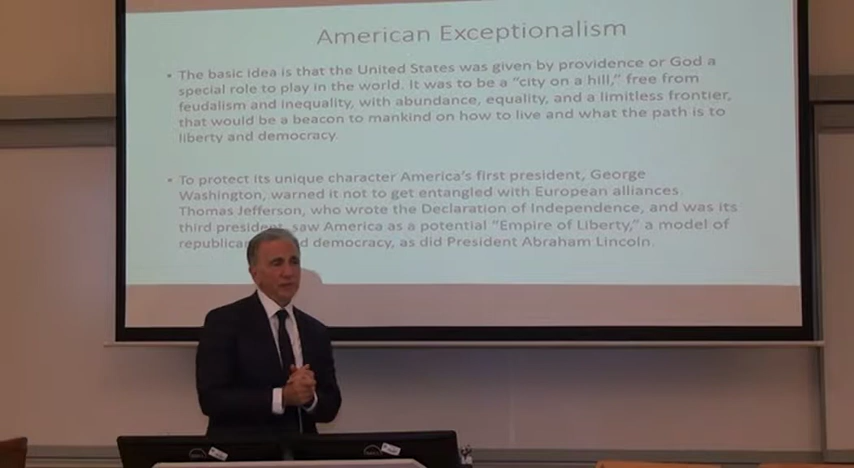 American Exceptionalism
• The basic idea is that the United States was given by providence or God a
special role to play in the world. It was to be a "city on a hill," free from
feudalism and inequality, with abundance, equality, and a limitless frontier,
that would be a beacon to mankind on how to live and what the path is to
liberty and democracy.
• To protect its unique character America's first president, George
Washington, warned it not to get entangled with European alliances.
Thomas Jefferson, who wrote the Declaration of Independence, and was its
third president, saw America as a potential "Empire of Liberty," a model of
democracy, as did President Abraham Lincoln.
DELL
DELL